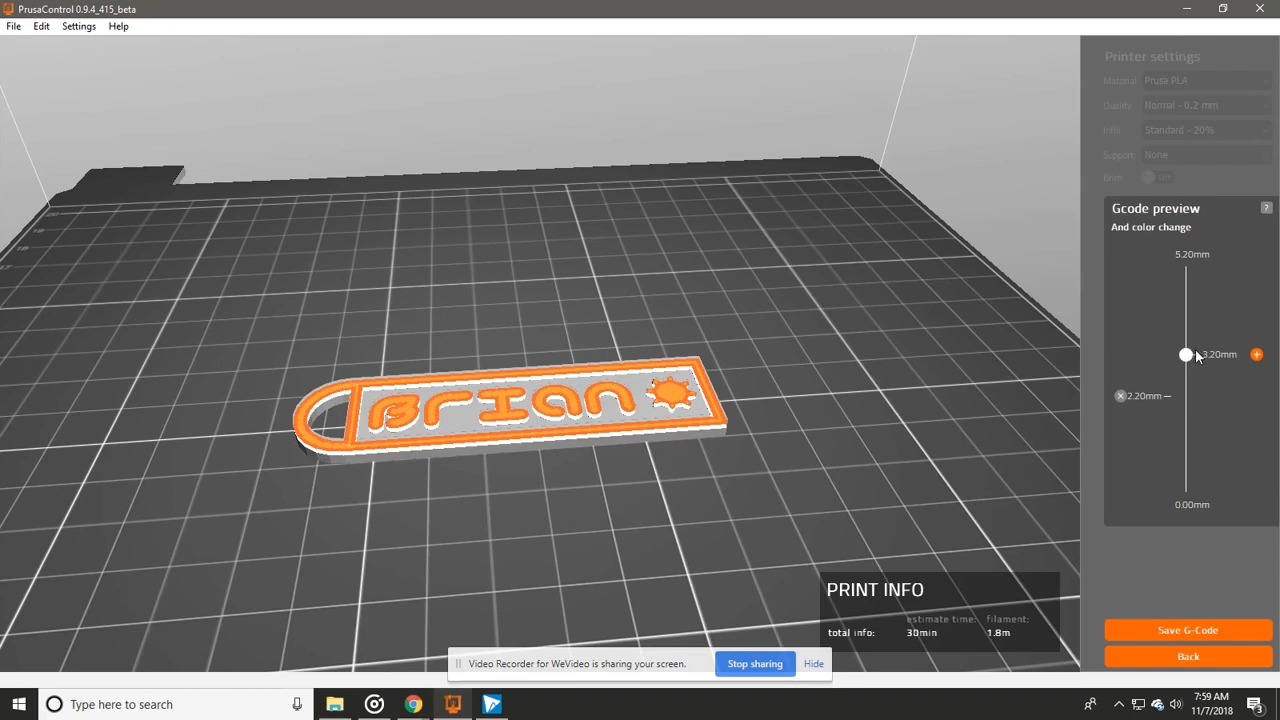 PrusaControl 0.9.4_415_beta
File Edit Settings Help
Printer settings
Material Prusa PLA
Quality Normal - 0.2 mm
Infill Standard - 20%
Support None
Brim Off
Gcode preview ?
And color change
5.20mm
3.20mm +
2.20mm
0.00mm
Brian
PRINT INFO
estimate time: filament:
total info: 30min 1.8m
Save G-Code
Back
Video Recorder for WeVideo is sharing your screen. Stop sharing Hide
Type here to search
7:59 AM
11/7/2018
3